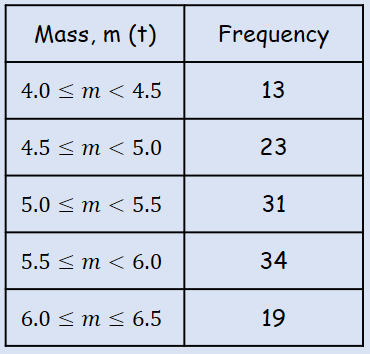 Mass, m (t) Frequency
4.0 ≤ m < 4.5 13
4.5 ≤ m < 5.0 23
5.0 ≤ m < 5.5 31
5.5 ≤ m < 6.0 34
6.0 ≤ m ≤ 6.5 19